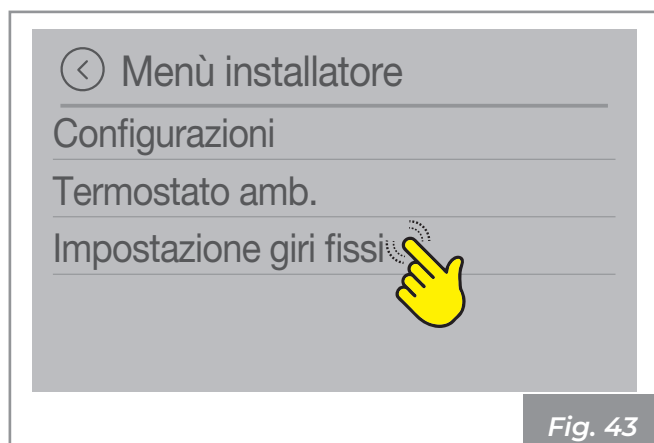 Menù installatore
Configurazioni
Termostato amb.
Impostazione giri fissi
Fig. 43